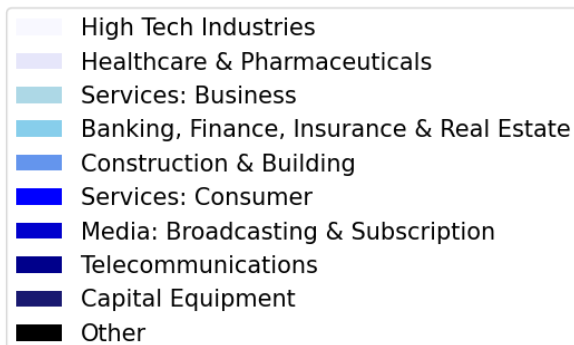 High Tech Industries
Healthcare & Pharmaceuticals
Services: Business
Banking, Finance, Insurance & Real Estate
Construction & Building
Services: Consumer
Media: Broadcasting & Subscription
Telecommunications
Capital Equipment
Other